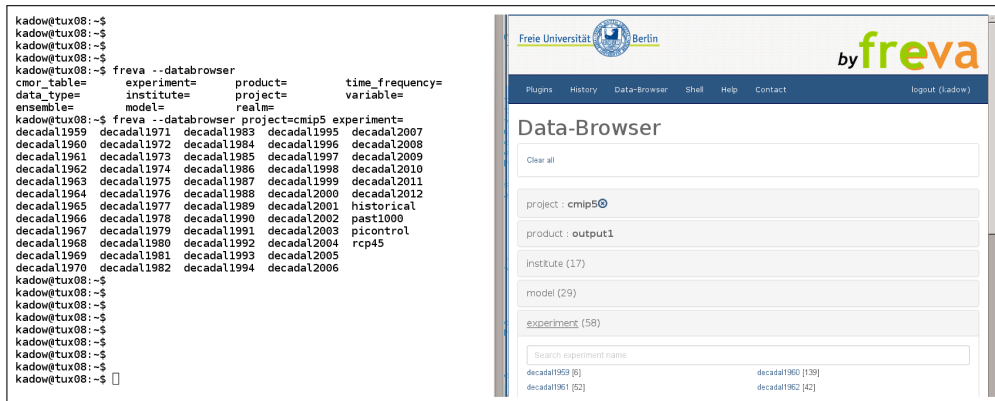 kadow@tux08:~$
kadow@tux08:~$
kadow@tux08:~$
kadow@tux08:~$
kadow@tux08:~$ freva --databrowser
cmor_table= experiment= product= time_frequency=
data_type= institute= project= variable=
ensemble= model= realm=
kadow@tux08:~$ freva --databrowser project=cmip5 experiment=
decadal1959 decadal1971 decadal1983 decadal1995 decadal2007
decadal1960 decadal1972 decadal1984 decadal1996 decadal2008
decadal1961 decadal1973 decadal1985 decadal1997 decadal2009
decadal1962 decadal1974 decadal1986 decadal1998 decadal2010
decadal1963 decadal1975 decadal1987 decadal1999 decadal2011
decadal1964 decadal1976 decadal1988 decadal2000 decadal2012
decadal1965 decadal1977 decadal1989 decadal2001 historical
decadal1966 decadal1978 decadal1990 decadal2002 past1000
decadal1967 decadal1979 decadal1991 decadal2003 picontrol
decadal1968 decadal1980 decadal1992 decadal2004 rcp45
decadal1969 decadal1981 decadal1993 decadal2005
decadal1970 decadal1982 decadal1994 decadal2006
kadow@tux08:~$
kadow@tux08:~$
kadow@tux08:~$
kadow@tux08:~$
kadow@tux08:~$
kadow@tux08:~$
kadow@tux08:~$
kadow@tux08:~$
kadow@tux08:~$
Freie Universität Berlin
by freva
Plugins History Data-Browser Shell Help Contact logout (kadow)
Data-Browser
Clear all
project : cmip5
product : output1
institute (17)
model (29)
experiment (58)
Search experiment name
decadal1959 [6] decadal1960 [139]
decadal1961 [52] decadal1962 [42]